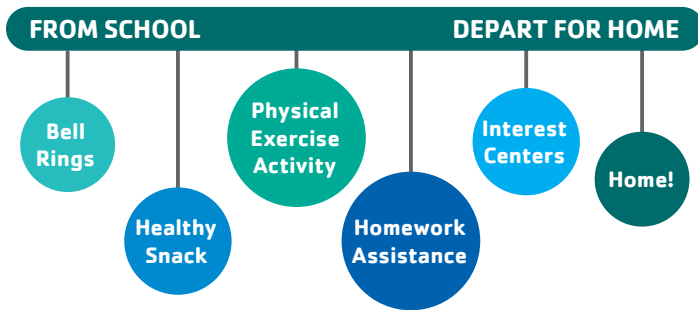 FROM SCHOOL
DEPART FOR HOME
Bell
Rings
Healthy
Snack
Physical
Exercise
Activity
Homework
Assistance
Interest
Centers
Home!